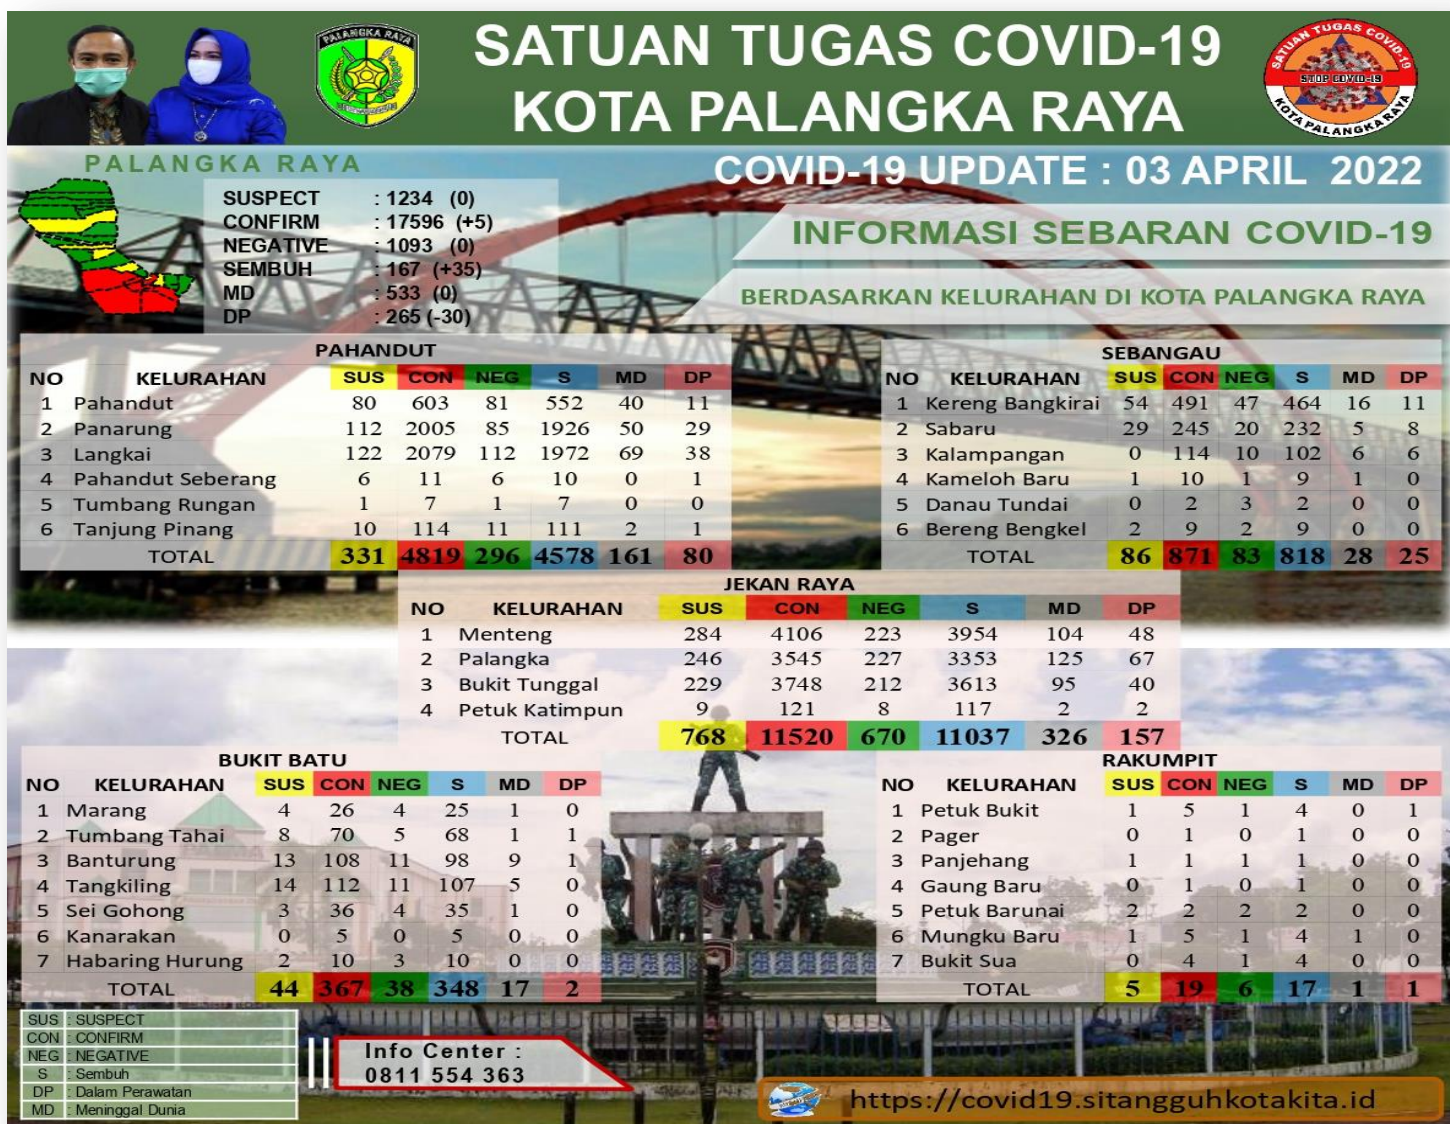 SATUAN TUGAS COVID-19
KOTA PALANGKA RAYA
PALANGKA RAYA
SATUAN TUGAS COVID-19
STOP COVID-19
KOTA PALANGKA RAYA
PALANGKA RAYA
COVID-19 UPDATE : 03 APRIL 2022
SUSPECT : 1234 (0)
CONFIRM : 17596 (+5)
NEGATIVE : 1093 (0)
SEMBUH : 167 (+35)
MD : 533 (0)
DP : 265 (-30)
INFORMASI SEBARAN COVID-19
BERDASARKAN KELURAHAN DI KOTA PALANGKA RAYA
PAHANDUT
NO KELURAHAN SUS CON NEG S MD DP
1 Pahandut 80 603 81 552 40 11
2 Panarung 112 2005 85 1926 50 29
3 Langkai 122 2079 112 1972 69 38
4 Pahandut Seberang 6 11 6 10 0 1
5 Tumbang Rungan 1 7 1 7 0 0
6 Tanjung Pinang 10 114 11 111 2 1
TOTAL 331 4819 296 4578 161 80
SEBANGAU
NO KELURAHAN SUS CON NEG S MD DP
1 Kereng Bangkirai 54 491 47 464 16 11
2 Sabaru 29 245 20 232 5 8
3 Kalampangan 0 114 10 102 6 6
4 Kameloh Baru 1 10 1 9 1 0
5 Danau Tundai 0 2 3 2 0 0
6 Bereng Bengkel 2 9 2 9 0 0
TOTAL 86 871 83 818 28 25
JEKAN RAYA
NO KELURAHAN SUS CON NEG S MD DP
1 Menteng 284 4106 223 3954 104 48
2 Palangka 246 3545 227 3353 125 67
3 Bukit Tunggal 229 3748 212 3613 95 40
4 Petuk Katimpun 9 121 8 117 2 2
TOTAL 768 11520 670 11037 326 157
BUKIT BATU
NO KELURAHAN SUS CON NEG S MD DP
1 Marang 4 26 4 25 1 0
2 Tumbang Tahai 8 70 5 68 1 1
3 Banturung 13 108 11 98 9 1
4 Tangkiling 14 112 11 107 5 0
5 Sei Gohong 3 36 4 35 1 0
6 Kanarakan 0 5 0 5 0 0
7 Habaring Hurung 2 10 3 10 0 0
TOTAL 44 367 38 348 17 2
RAKUMPIT
NO KELURAHAN SUS CON NEG S MD DP
1 Petuk Bukit 1 5 1 4 0 1
2 Pager 0 1 0 1 0 0
3 Panjehang 1 1 1 1 0 0
4 Gaung Baru 0 1 0 1 0 0
5 Petuk Barunai 2 2 2 2 0 0
6 Mungku Baru 1 5 1 4 1 0
7 Bukit Sua 0 4 1 4 0 0
TOTAL 5 19 6 17 1 1
SUS : SUSPECT
CON : CONFIRM
NEG : NEGATIVE
S : Sembuh
DP : Dalam Perawatan
MD : Meninggal Dunia
Info Center :
0811 554 363
https://covid19.sitangguhkotakita.id